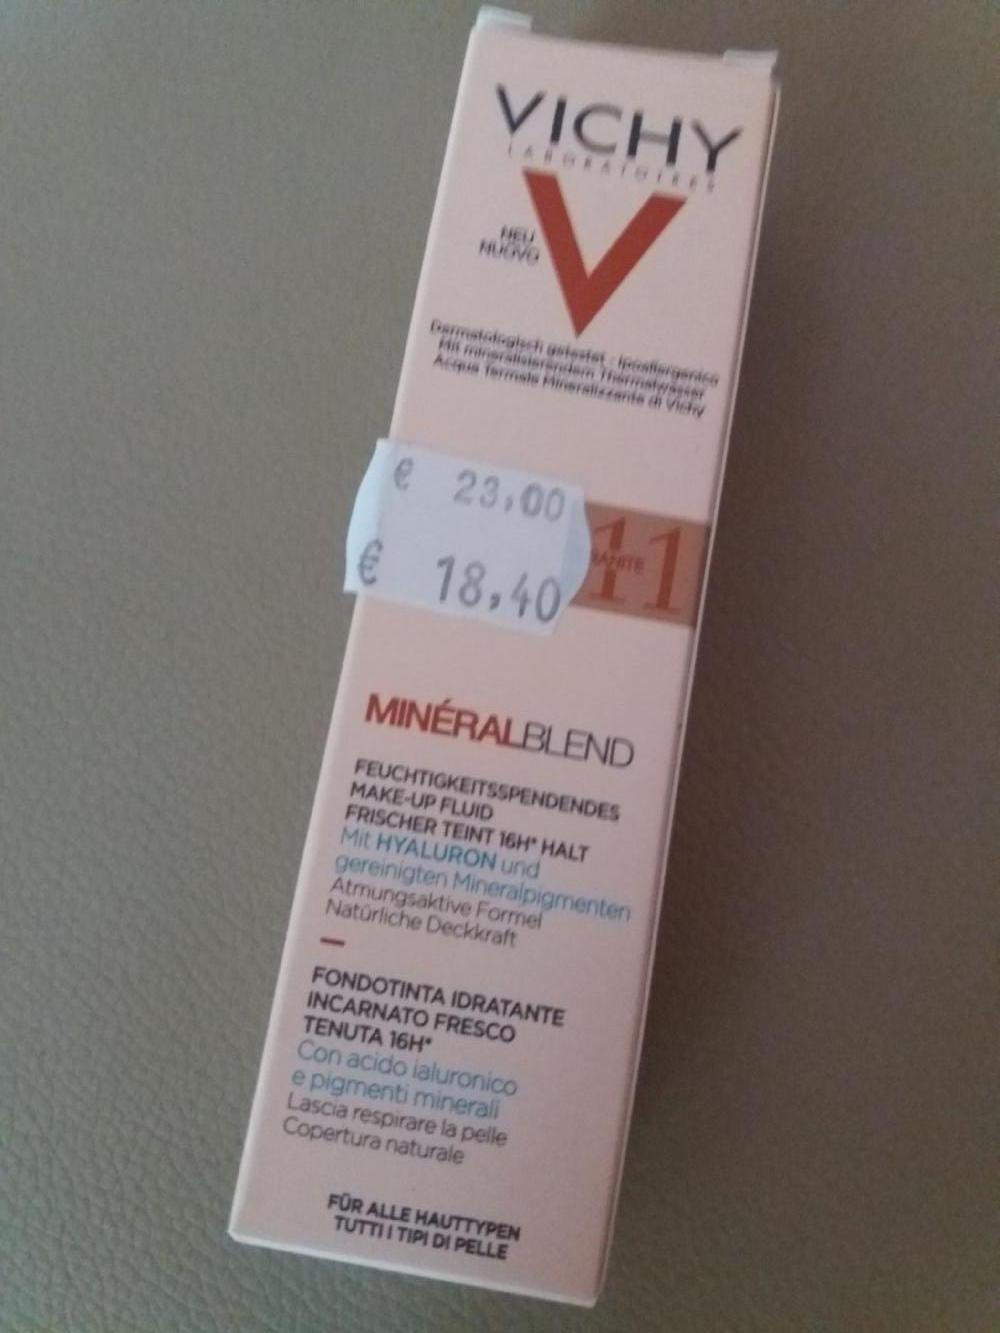 VICHY
LABORATOIRES
NEU
NUOVO
Dermatologisch getestet - Ipoallergenico
Mit mineralisierendem Thermalwasser
Acqua Termale Mineralizzante di Vichy
€ 23,00
€ 18,40
11
MINÉRALBLEND
FEUCHTIGKEITSSPENDENDES
MAKE-UP FLUID
FRISCHER TEINT 16H* HALT
Mit HYALURON und
gereinigten Mineralpigmenten
Atmungsaktive Formel
Natürliche Deckkraft
FONDOTINTA IDRATANTE
INCARNATO FRESCO
TENUTA 16H*
Con acido ialuronico
e pigmenti minerali
Lascia respirare la pelle
Copertura naturale
FÜR ALLE HAUTTYPEN
TUTTI I TIPI DI PELLE